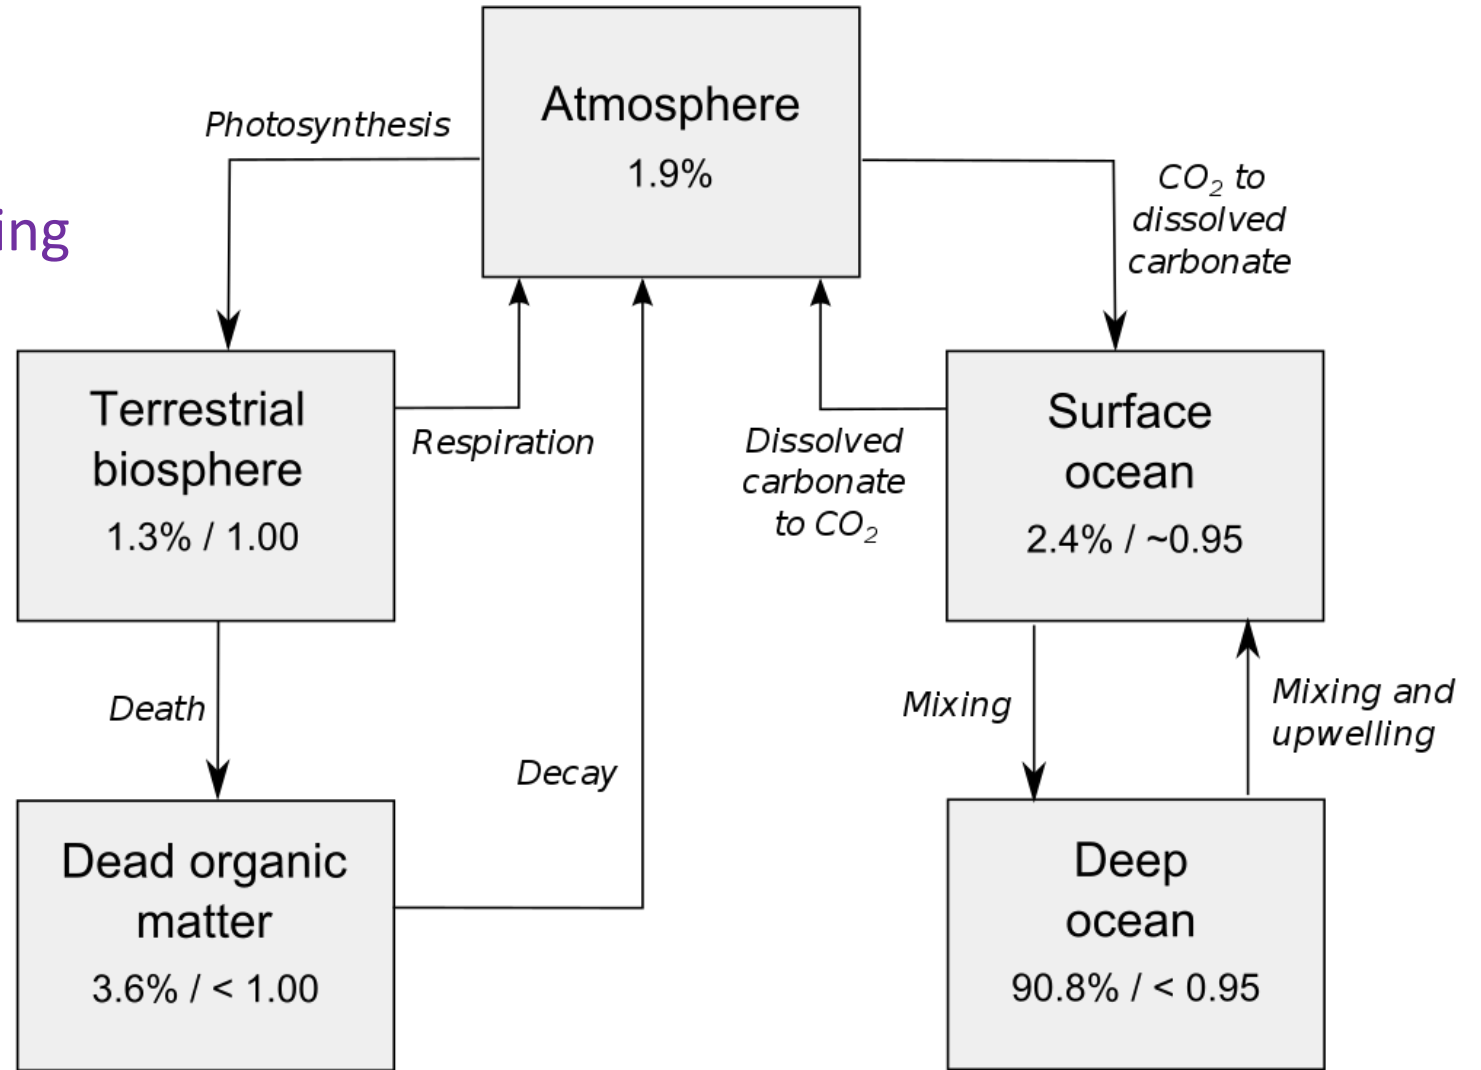 Atmosphere
1.9%
Photosynthesis
CO₂ to
dissolved
carbonate
ing
Terrestrial
biosphere
1.3% / 1.00
Respiration
Dissolved
carbonate
to CO₂
Surface
ocean
2.4% / ~0.95
Death
Decay
Mixing
Mixing and
upwelling
Dead organic
matter
3.6% / < 1.00
Deep
ocean
90.8% / < 0.95